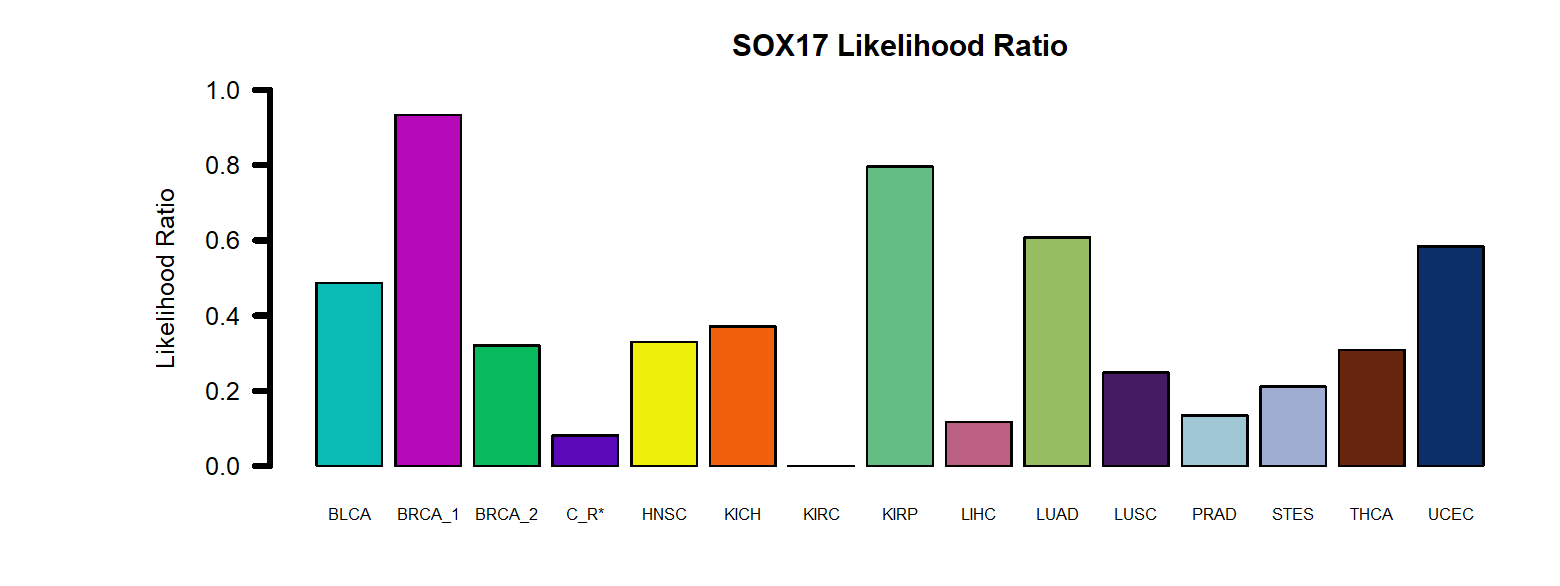 SOX17 Likelihood Ratio
Likelihood Ratio
1.0
0.8
0.6
0.4
0.2
0.0
BLCA BRCA_1 BRCA_2 C_R* HNSC KICH KIRC KIRP LIHC LUAD LUSC PRAD STES THCA UCEC